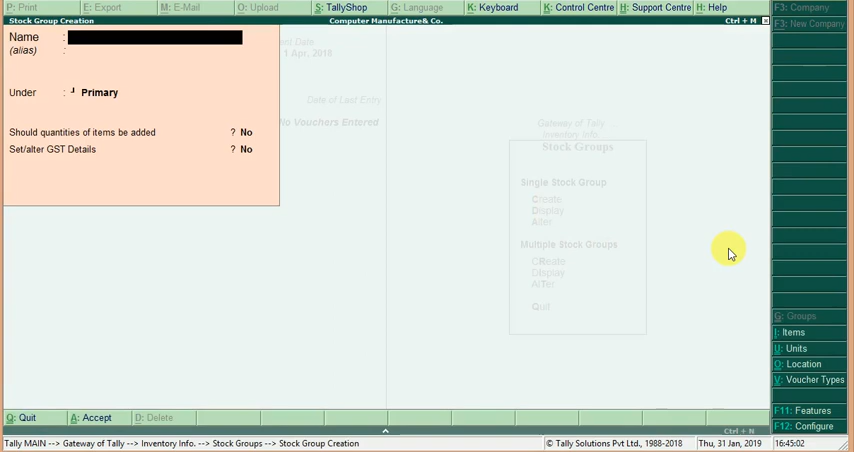 P: Print E: Export M: E-Mail O: Upload S: TallyShop G: Language K: Keyboard K: Control Centre H: Support Centre H: Help F3: Company
Stock Group Creation Computer Manufacture& Co. Ctrl + M x F3: New Company
Name :
(alias) :
Under : ┘ Primary
Should quantities of items be added ? No
Set/alter GST Details ? No
1 Apr, 2018
Date of Last Entry
No Vouchers Entered
Gateway of Tally
Inventory Info.
Stock Groups
Single Stock Group
Create
Display
Alter
Multiple Stock Groups
CReate
DIsplay
AlTer
Quit
G: Groups
I: Items
U: Units
O: Location
V: Voucher Types
F11: Features
F12: Configure
Q: Quit A: Accept D: Delete
Ctrl + N
Tally MAIN --> Gateway of Tally --> Inventory Info. --> Stock Groups --> Stock Group Creation © Tally Solutions Pvt Ltd., 1988-2018 Thu, 31 Jan, 2019 16:45:02